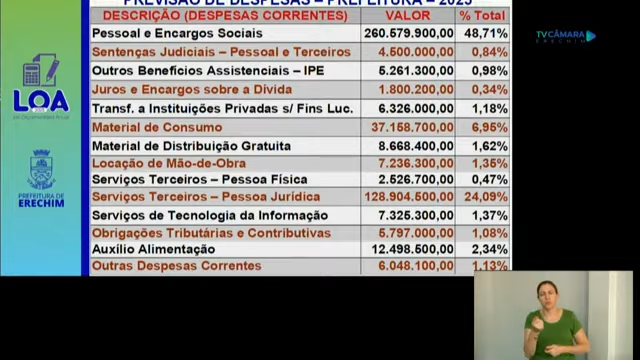 PREVISÃO DE DESPESAS – PREFEITURA – 2025
DESCRIÇÃO (DESPESAS CORRENTES) VALOR % Total
Pessoal e Encargos Sociais 260.579.900,00 48,71%
Sentenças Judiciais – Pessoal e Terceiros 4.500.000,00 0,84%
Outros Benefícios Assistenciais – IPE 5.261.300,00 0,98%
Juros e Encargos sobre a Dívida 1.800.200,00 0,34%
Transf. a Instituições Privadas s/ Fins Luc. 6.326.000,00 1,18%
Material de Consumo 37.158.700,00 6,95%
Material de Distribuição Gratuita 8.668.400,00 1,62%
Locação de Mão-de-Obra 7.236.300,00 1,35%
Serviços Terceiros – Pessoa Física 2.526.700,00 0,47%
Serviços Terceiros – Pessoa Jurídica 128.904.500,00 24,09%
Serviços de Tecnologia da Informação 7.325.300,00 1,37%
Obrigações Tributárias e Contributivas 5.797.000,00 1,08%
Auxílio Alimentação 12.498.500,00 2,34%
Outras Despesas Correntes 6.048.100,00 1,13%
LOA
Lei Orçamentária Anual
PREFEITURA DE
ERECHIM
TV CÂMARA
ERECHIM